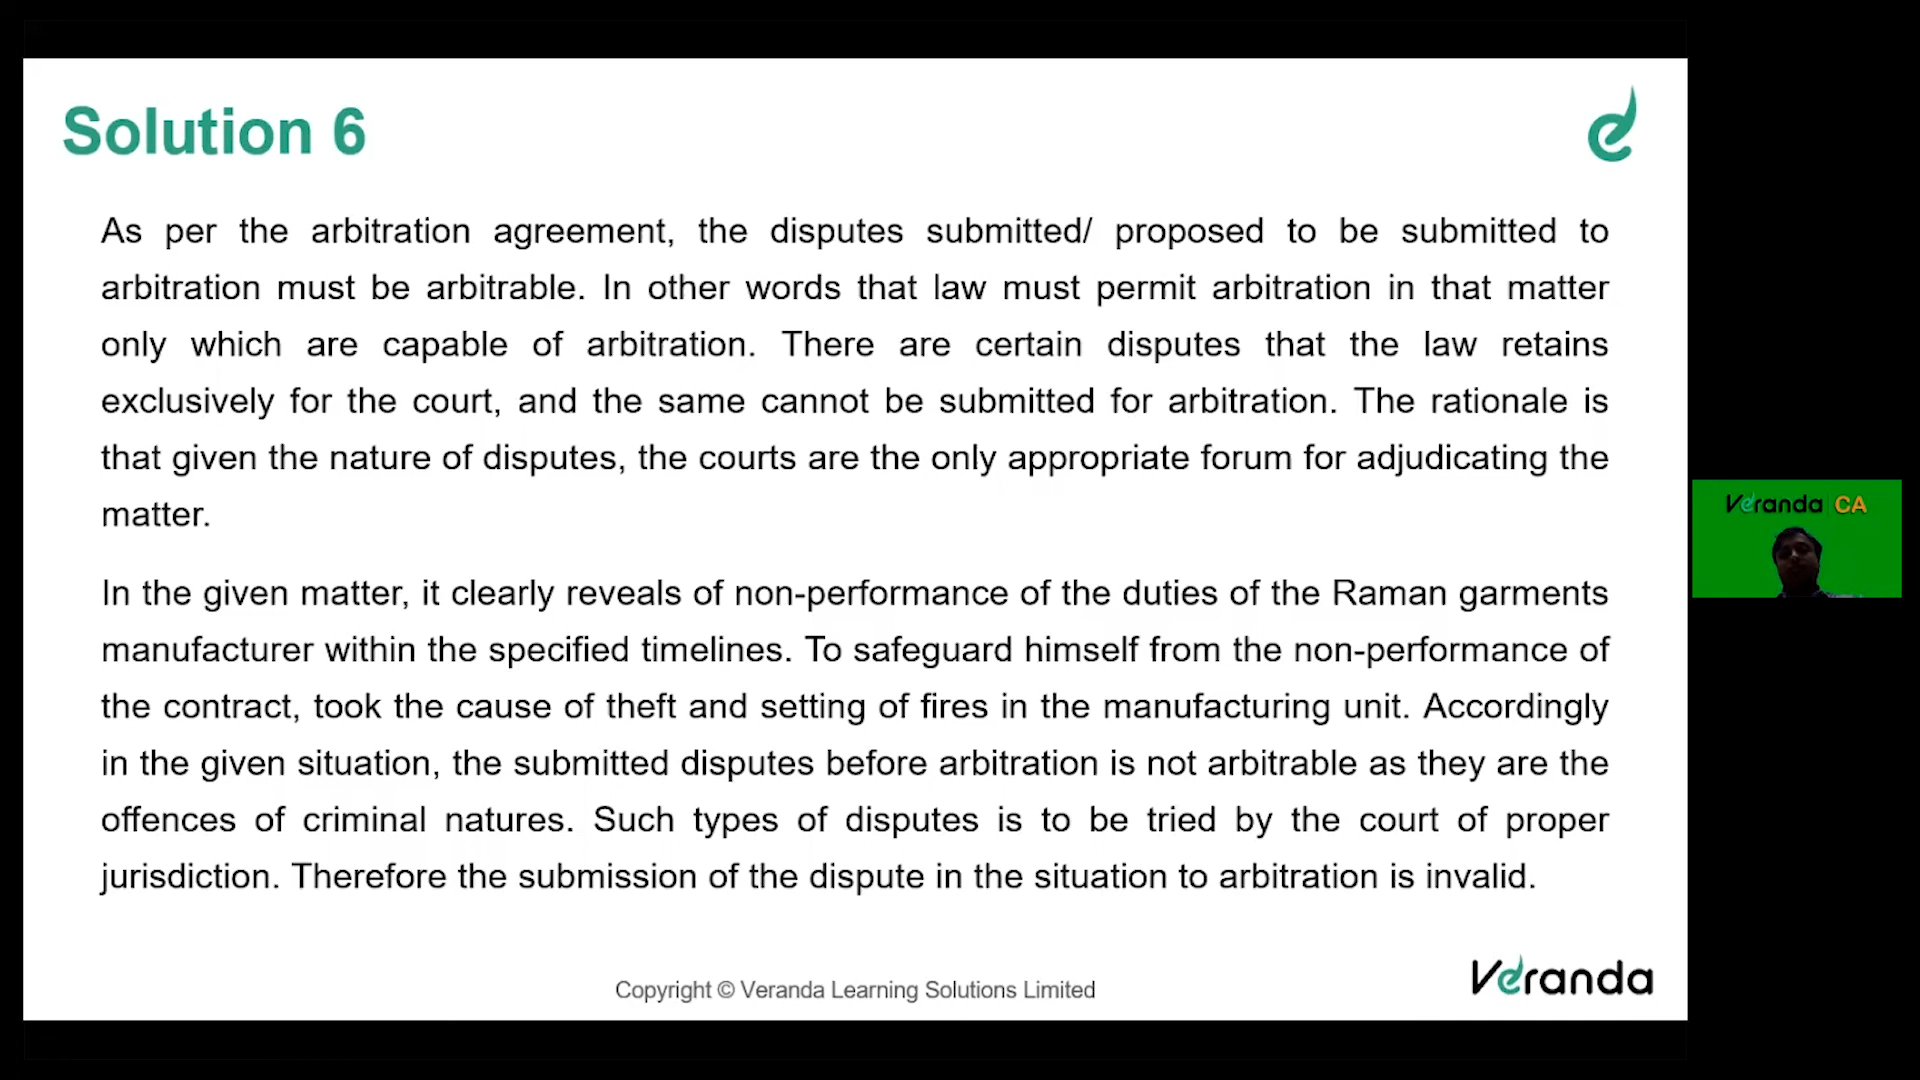 Solution 6
As per the arbitration agreement, the disputes submitted/ proposed to be submitted to
arbitration must be arbitrable. In other words that law must permit arbitration in that matter
only which are capable of arbitration. There are certain disputes that the law retains
exclusively for the court, and the same cannot be submitted for arbitration. The rationale is
that given the nature of disputes, the courts are the only appropriate forum for adjudicating the
matter.
In the given matter, it clearly reveals of non-performance of the duties of the Raman garments
manufacturer within the specified timelines. To safeguard himself from the non-performance of
the contract, took the cause of theft and setting of fires in the manufacturing unit. Accordingly
in the given situation, the submitted disputes before arbitration is not arbitrable as they are the
offences of criminal natures. Such types of disputes is to be tried by the court of proper
jurisdiction. Therefore the submission of the dispute in the situation to arbitration is invalid.
Copyright © Veranda Learning Solutions Limited
Veranda
Veranda CA